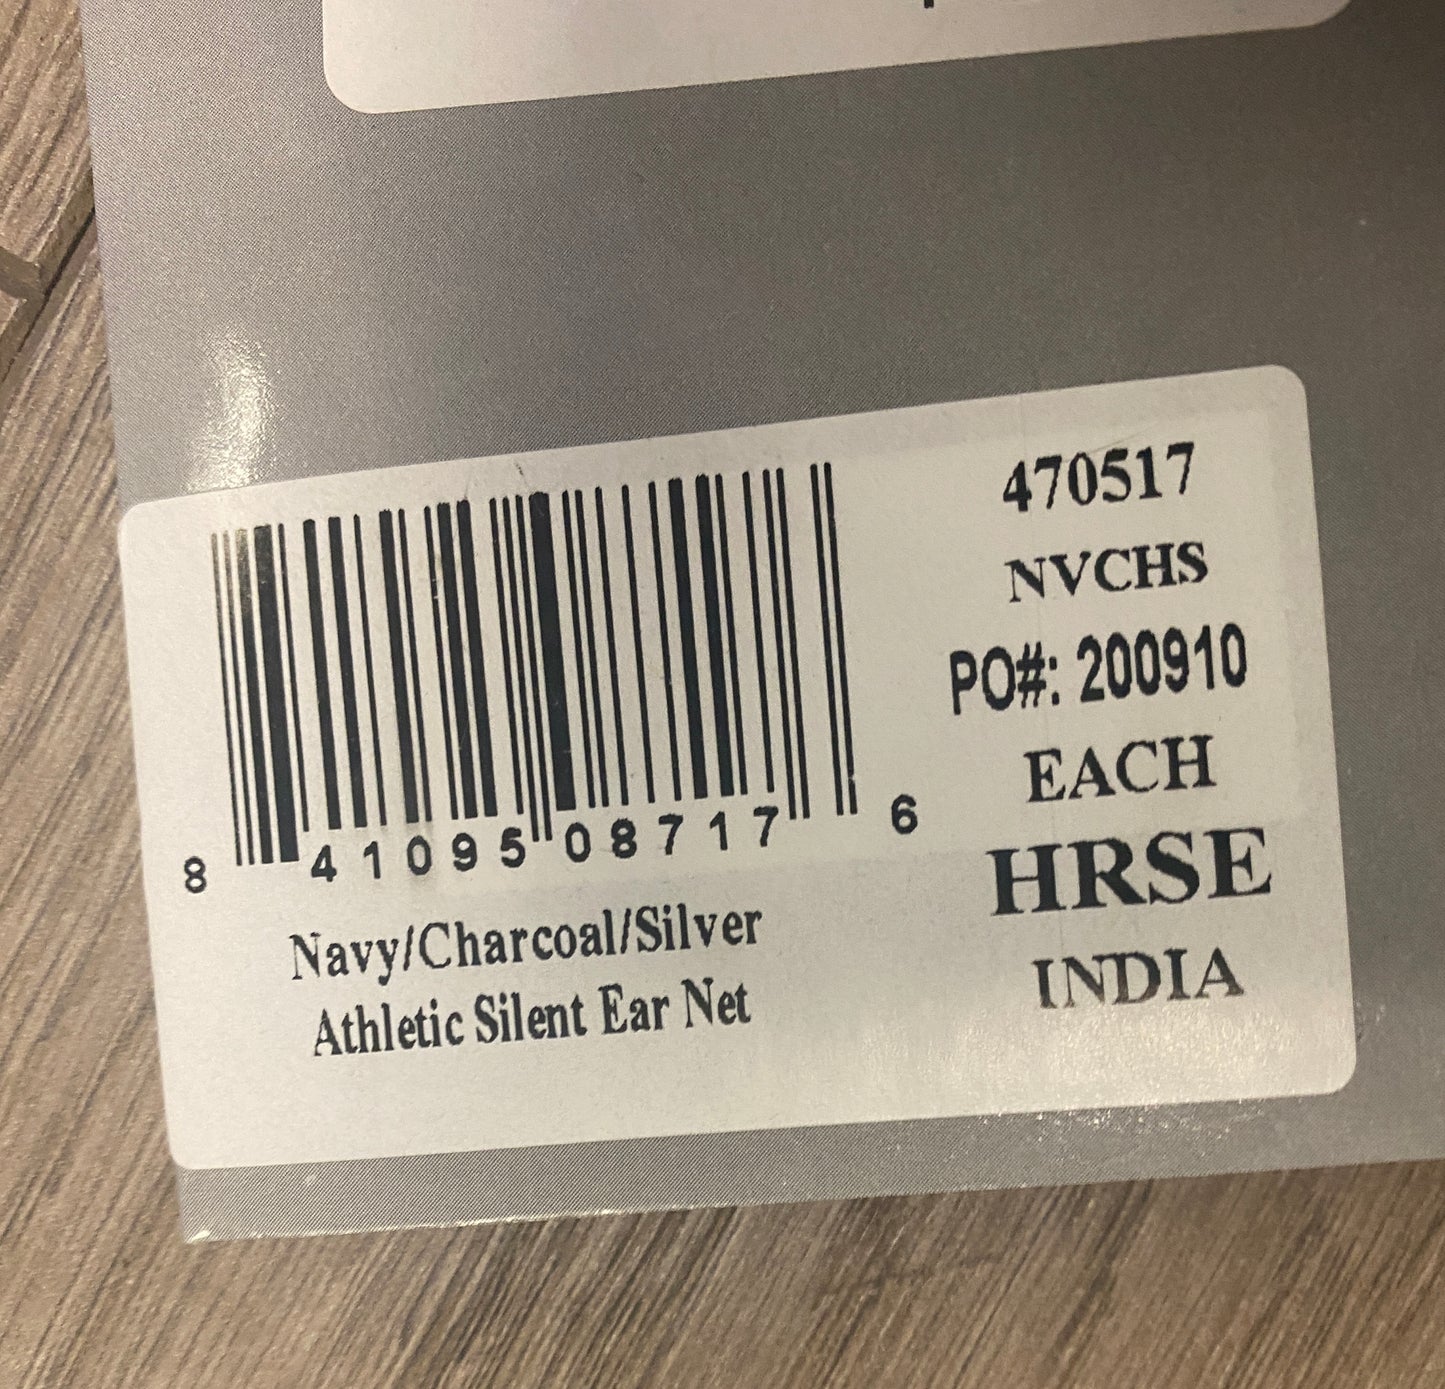 8 41095 08717 6
Navy/Charcoal/Silver
Athletic Silent Ear Net
470517
NVCHS
PO#: 200910
EACH
HRSE
INDIA